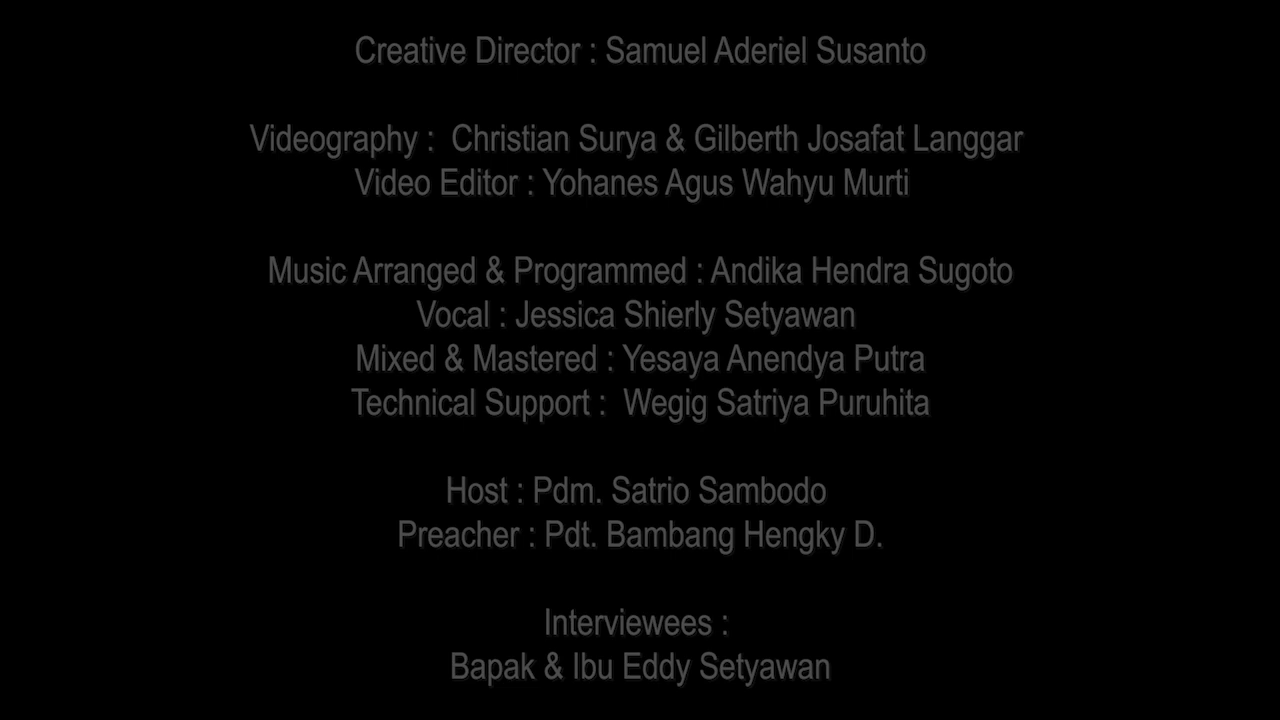 Creative Director : Samuel Aderiel Susanto
Videography :  Christian Surya & Gilberth Josafat Langgar
Video Editor : Yohanes Agus Wahyu Murti
Music Arranged & Programmed : Andika Hendra Sugoto
Vocal : Jessica Shierly Setyawan
Mixed & Mastered : Yesaya Anendya Putra
Technical Support :  Wegig Satriya Puruhita
Host : Pdm. Satrio Sambodo
Preacher : Pdt. Bambang Hengky D.
Interviewees :
Bapak & Ibu Eddy Setyawan